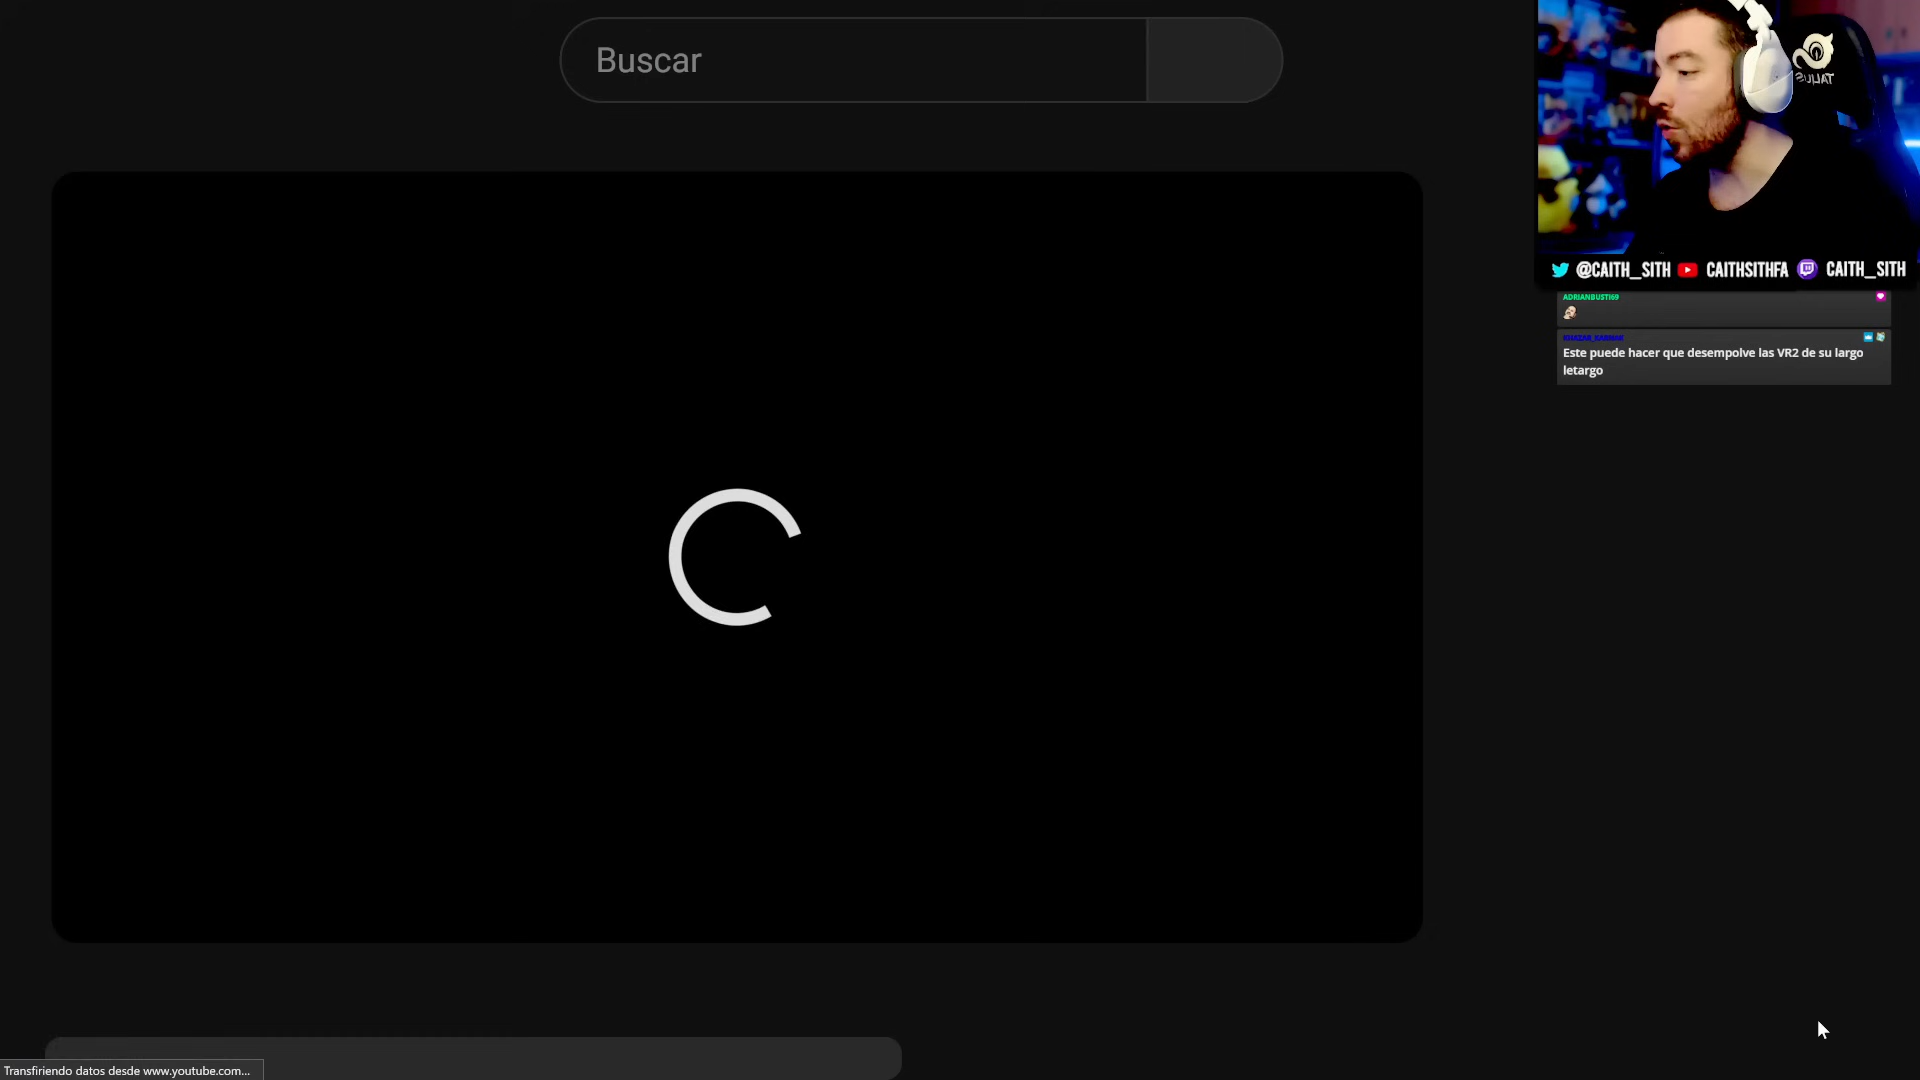 Buscar
TALIUS
@CAITH_SITH CAITHSITHFA CAITH_SITH
ADRIANBUSTI69
Este puede hacer que desempolve las VR2 de su largo
letargo
Transfiriendo datos desde www.youtube.com...